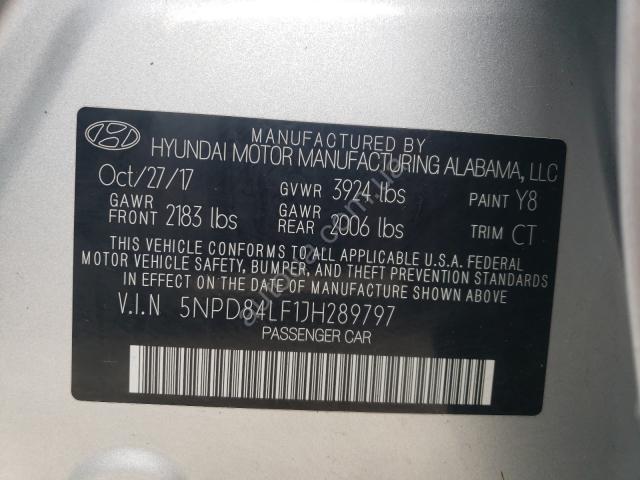 MANUFACTURED BY
HYUNDAI MOTOR MANUFACTURING ALABAMA, LLC
Oct/27/17 GVWR 3924 lbs PAINT Y8
GAWR FRONT 2183 lbs GAWR REAR 2006 lbs TRIM CT
THIS VEHICLE CONFORMS TO ALL APPLICABLE U.S.A. FEDERAL
MOTOR VEHICLE SAFETY, BUMPER, AND THEFT PREVENTION STANDARDS
IN EFFECT ON THE DATE OF MANUFACTURE SHOWN ABOVE
V.I.N 5NPD84LF1JH289797
PASSENGER CAR